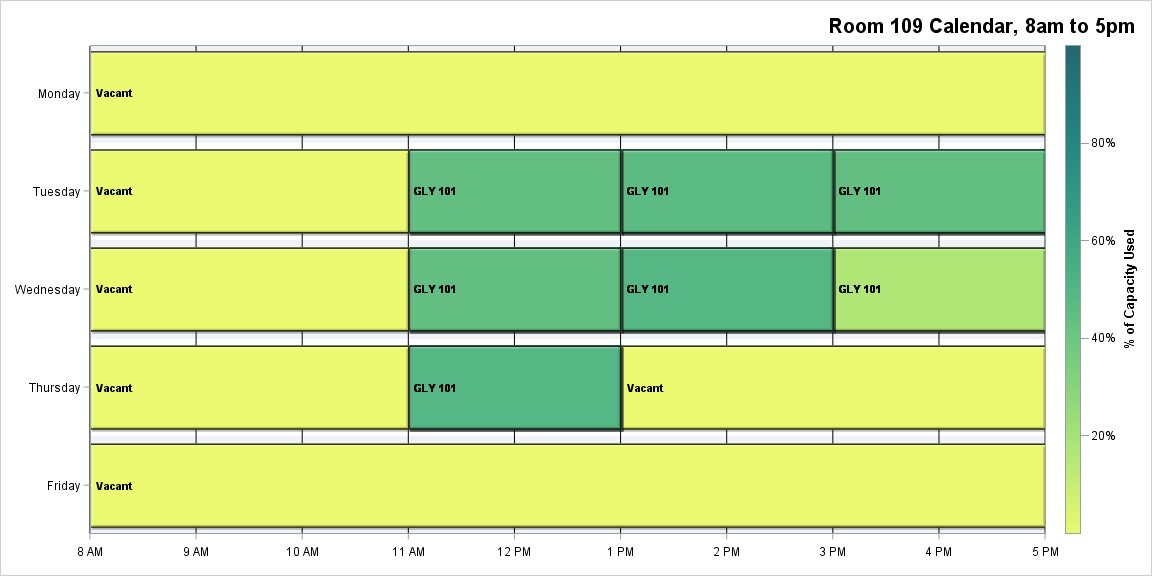 Room 109 Calendar, 8am to 5pm
Monday
Vacant
Tuesday
Vacant
GLY 101
GLY 101
GLY 101
Wednesday
Vacant
GLY 101
GLY 101
GLY 101
Thursday
Vacant
GLY 101
Vacant
Friday
Vacant
8 AM
9 AM
10 AM
11 AM
12 PM
1 PM
2 PM
3 PM
4 PM
5 PM
80%
60%
40%
20%
% of Capacity Used